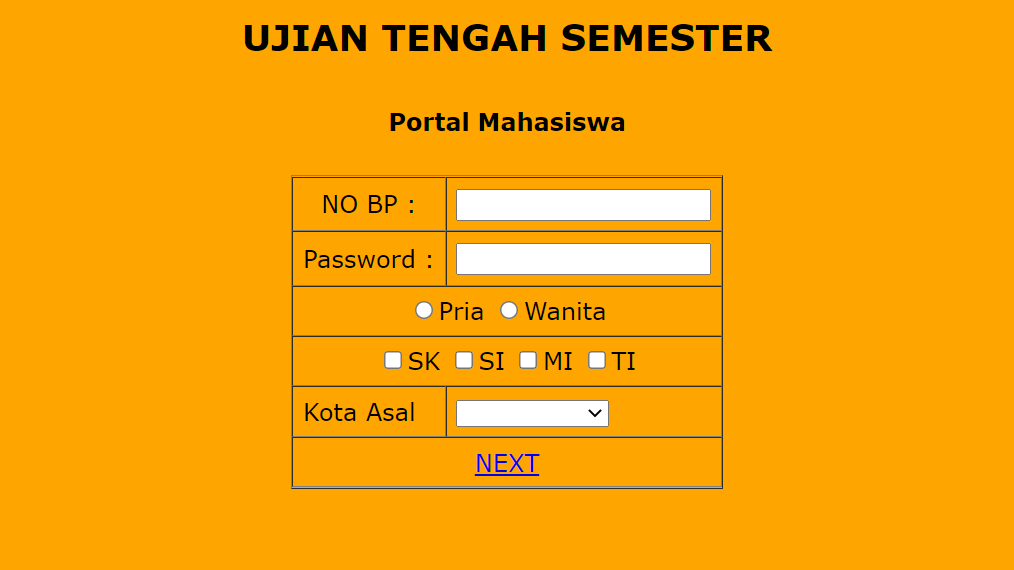 UJIAN TENGAH SEMESTER
Portal Mahasiswa
NO BP :
Password :
Pria Wanita
SK SI MI TI
Kota Asal
NEXT